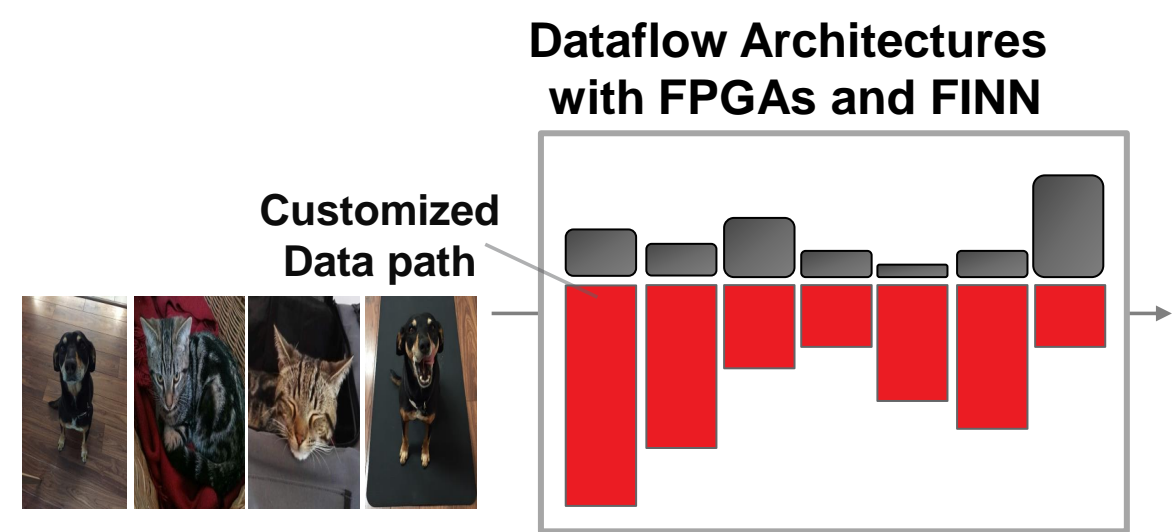 Dataflow Architectures
with FPGAs and FINN
Customized
Data path